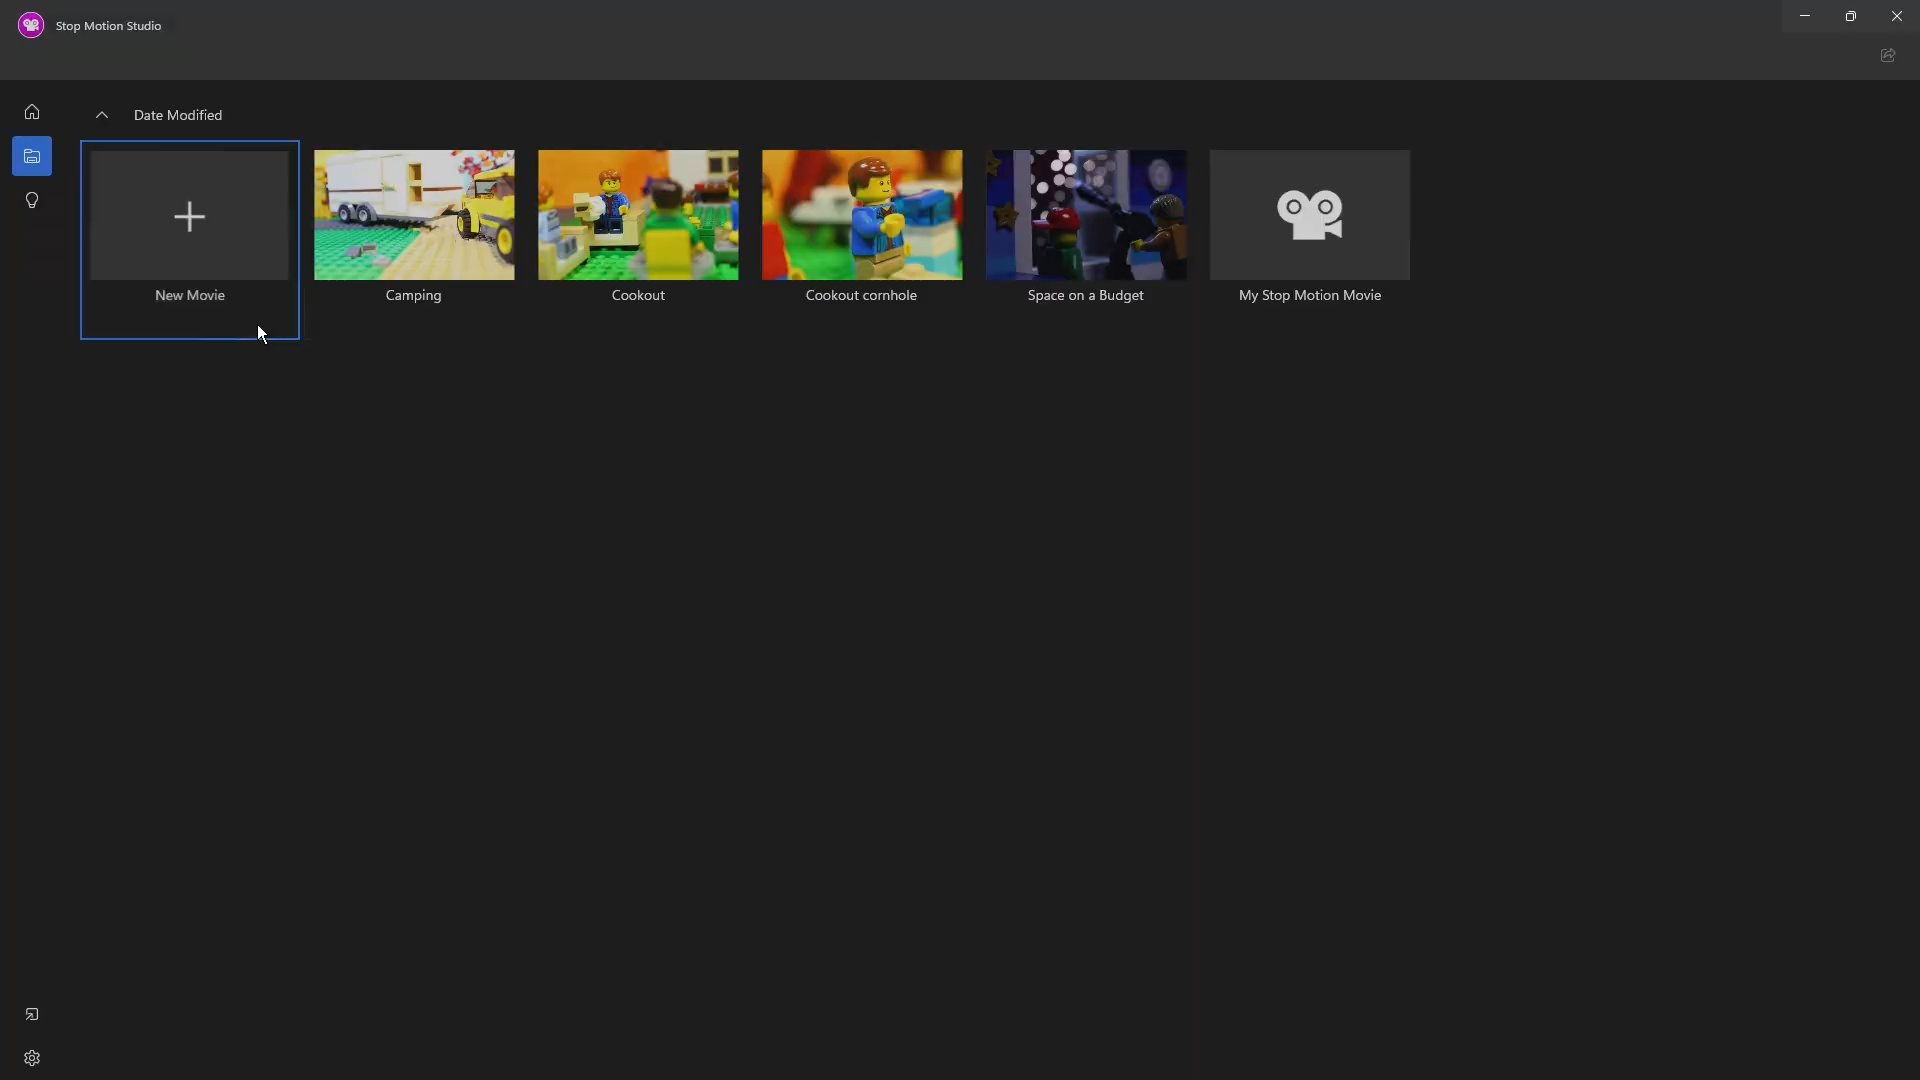 Stop Motion Studio
Date Modified
New Movie
Camping
Cookout
Cookout cornhole
Space on a Budget
My Stop Motion Movie